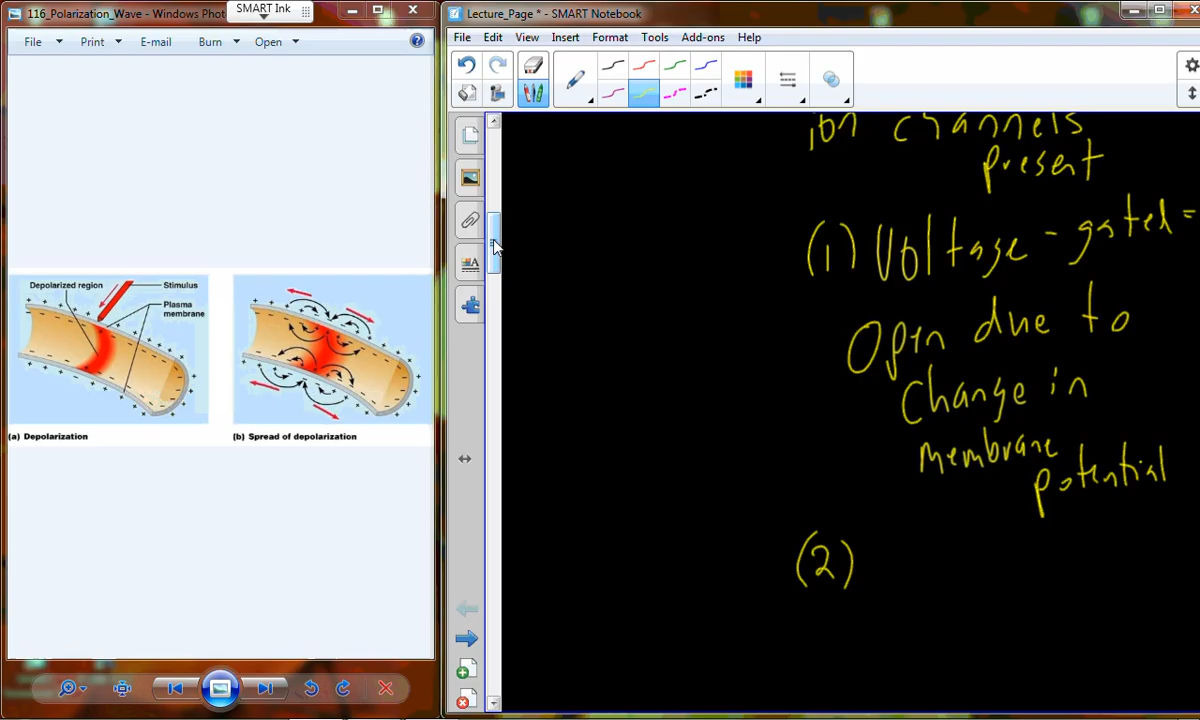 116_Polarization_Wave - Windows Phot
SMART Ink
File Print E-mail Burn Open
Depolarized region
Stimulus
Plasma
membrane
(a) Depolarization
(b) Spread of depolarization
Lecture_Page * - SMART Notebook
File Edit View Insert Format Tools Add-ons Help
ion channels
present
(1) Voltage - gated =
Open due to
Change in
membrane
potential
(2)